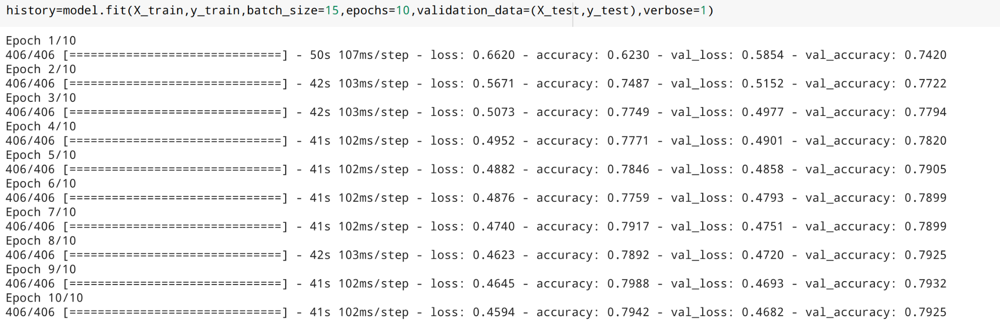 history=model.fit(X_train,y_train,batch_size=15,epochs=10,validation_data=(X_test,y_test),verbose=1)
Epoch 1/10
406/406 [==============================] - 50s 107ms/step - loss: 0.6620 - accuracy: 0.6230 - val_loss: 0.5854 - val_accuracy: 0.7420
Epoch 2/10
406/406 [==============================] - 42s 103ms/step - loss: 0.5671 - accuracy: 0.7487 - val_loss: 0.5152 - val_accuracy: 0.7722
Epoch 3/10
406/406 [==============================] - 42s 103ms/step - loss: 0.5073 - accuracy: 0.7749 - val_loss: 0.4977 - val_accuracy: 0.7794
Epoch 4/10
406/406 [==============================] - 41s 102ms/step - loss: 0.4952 - accuracy: 0.7771 - val_loss: 0.4901 - val_accuracy: 0.7820
Epoch 5/10
406/406 [==============================] - 41s 102ms/step - loss: 0.4882 - accuracy: 0.7846 - val_loss: 0.4858 - val_accuracy: 0.7905
Epoch 6/10
406/406 [==============================] - 41s 102ms/step - loss: 0.4876 - accuracy: 0.7759 - val_loss: 0.4793 - val_accuracy: 0.7899
Epoch 7/10
406/406 [==============================] - 41s 102ms/step - loss: 0.4740 - accuracy: 0.7917 - val_loss: 0.4751 - val_accuracy: 0.7899
Epoch 8/10
406/406 [==============================] - 42s 103ms/step - loss: 0.4623 - accuracy: 0.7892 - val_loss: 0.4720 - val_accuracy: 0.7925
Epoch 9/10
406/406 [==============================] - 41s 102ms/step - loss: 0.4645 - accuracy: 0.7988 - val_loss: 0.4693 - val_accuracy: 0.7932
Epoch 10/10
406/406 [==============================] - 41s 102ms/step - loss: 0.4594 - accuracy: 0.7942 - val_loss: 0.4682 - val_accuracy: 0.7925